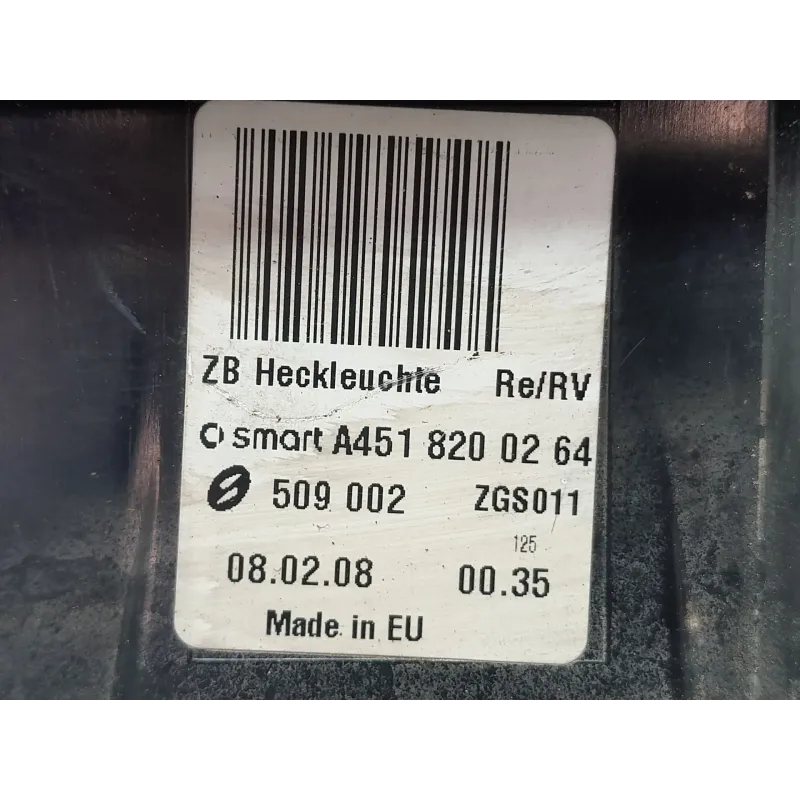 ZB Heckleuchte Re/RV
smart A451 820 02 64
509 002 ZGS011
125
08.02.08 00.35
Made in EU